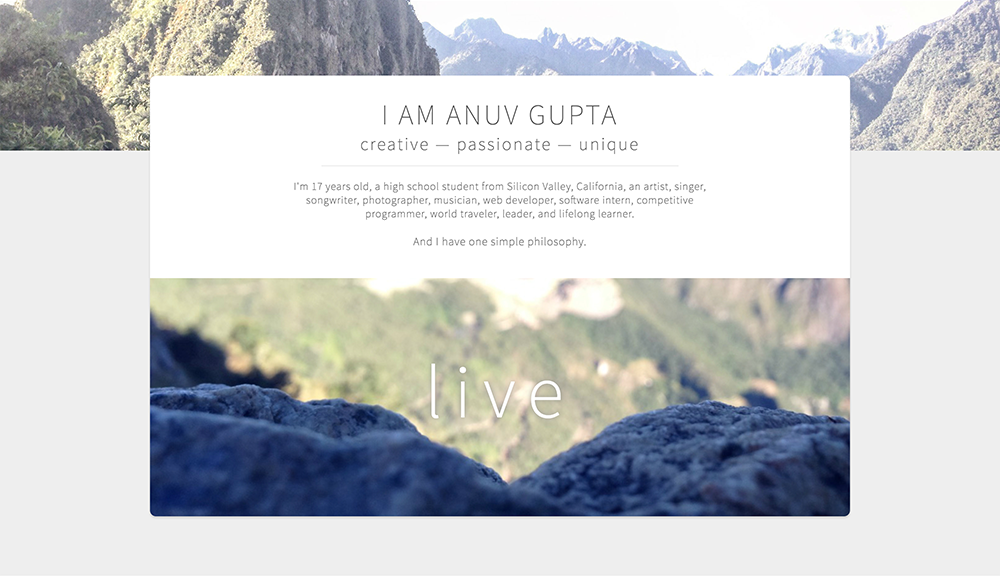 I AM ANUV GUPTA
creative — passionate — unique
I'm 17 years old, a high school student from Silicon Valley, California, an artist, singer,
songwriter, photographer, musician, web developer, software intern, competitive
programmer, world traveler, leader, and lifelong learner.
And I have one simple philosophy.
live